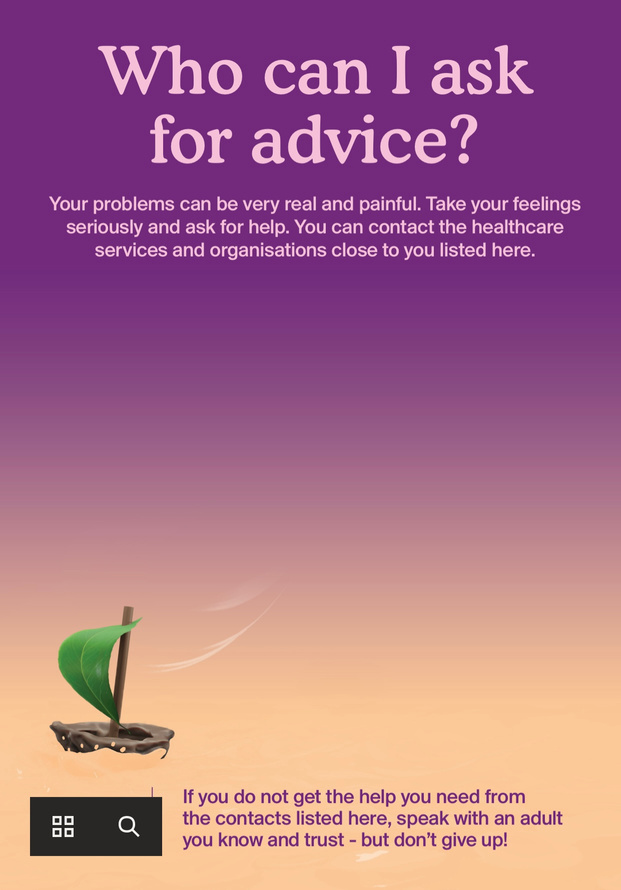 Who can I ask
for advice?
Your problems can be very real and painful. Take your feelings
seriously and ask for help. You can contact the healthcare
services and organisations close to you listed here.
If you do not get the help you need from
the contacts listed here, speak with an adult
you know and trust - but don’t give up!